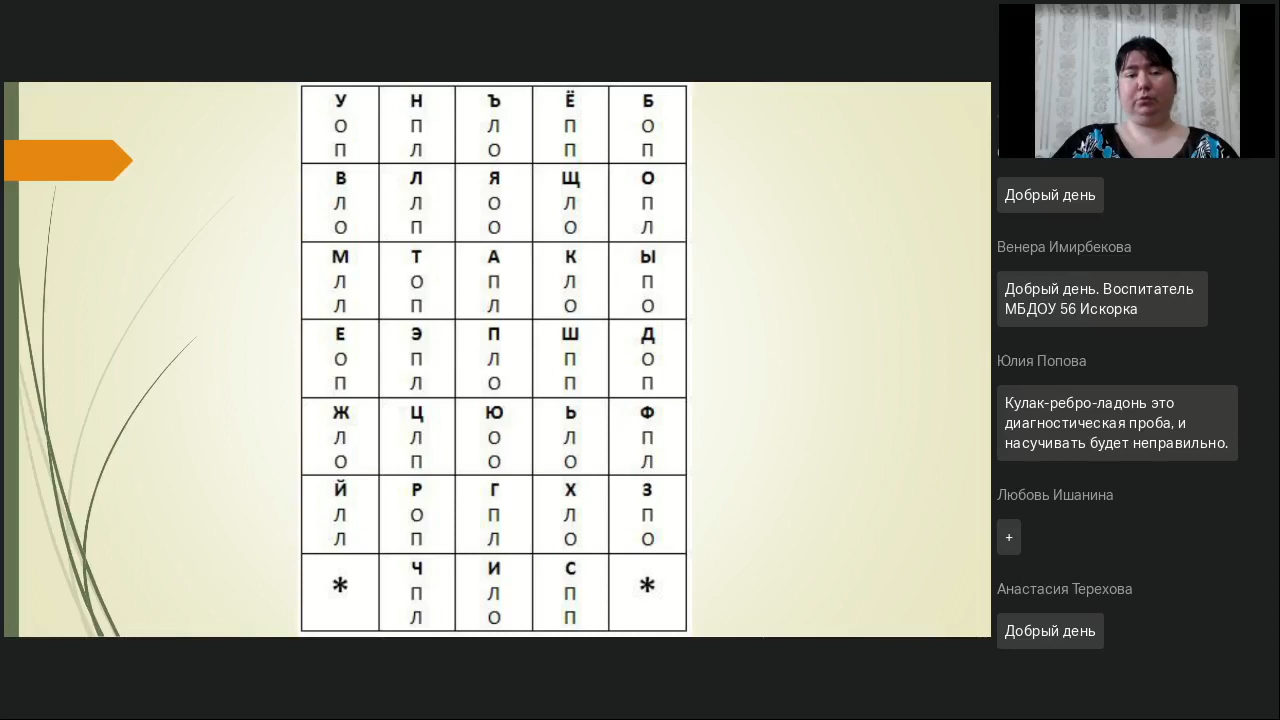 У Н Ъ Ё Б
О П Л П О
П Л О П П
В Л Я Щ О
Л Л О Л П
О П О О Л
М Т А К Ы
Л О П Л П
Л П Л О О
Е Э П Ш Д
О П Л П О
П Л О П П
Ж Ц Ю Ь Ф
Л Л О Л П
О П О О Л
Й Р Г Х З
Л О П Л П
Л П Л О О
* Ч И С *
П Л П
Л О П
Добрый день
Венера Имирбекова
Добрый день. Воспитатель
МБДОУ 56 Искорка
Юлия Попова
Кулак-ребро-ладонь это
диагностическая проба, и
насучивать будет неправильно.
Любовь Ишанина
+
Анастасия Терехова
Добрый день